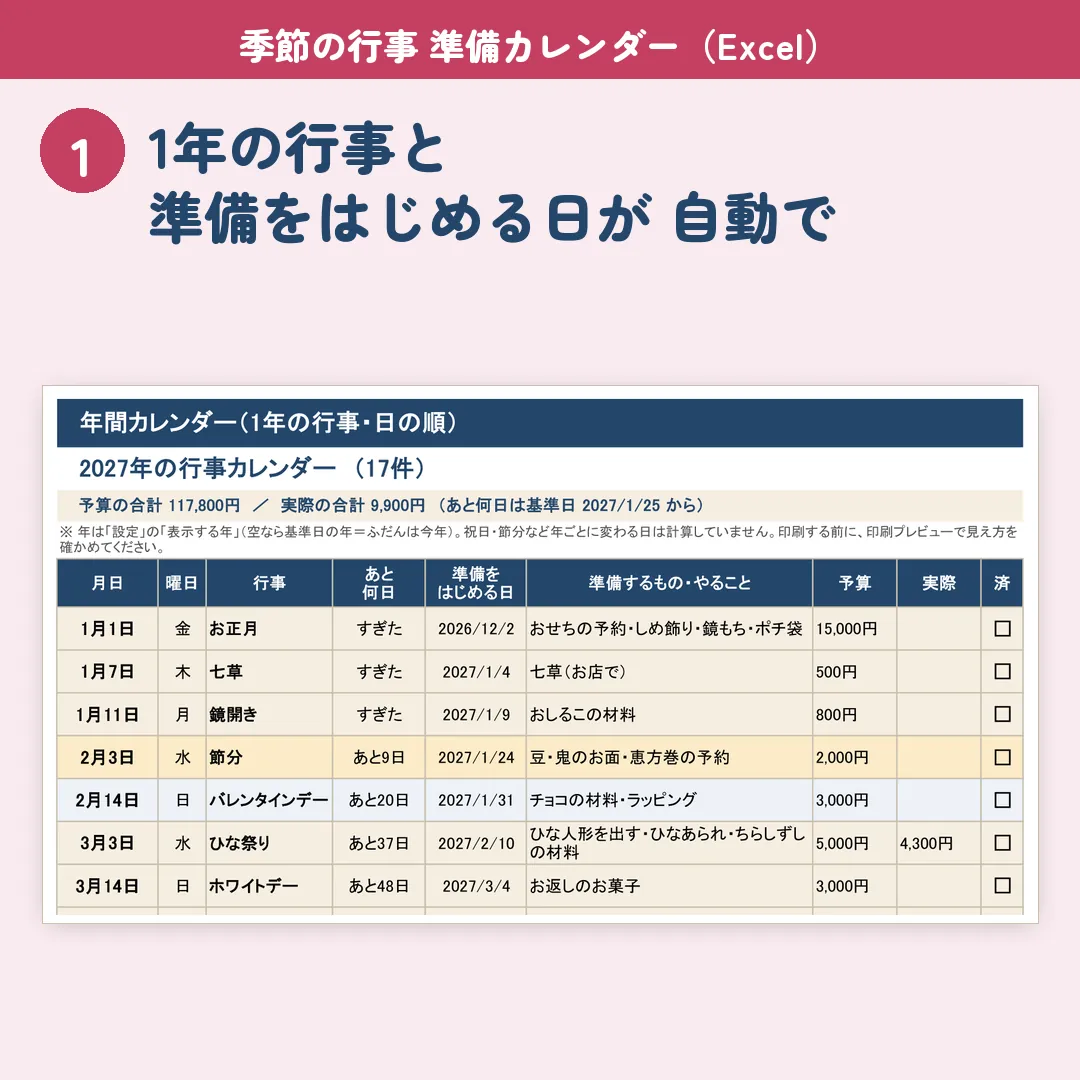 季節の行事 準備カレンダー（Excel）
1
1年の行事と
準備をはじめる日が 自動で
年間カレンダー（1年の行事・日の順）
2027年の行事カレンダー （17件）
予算の合計 117,800円 ／ 実際の合計 9,900円 （あと何日は基準日 2027/1/25 から）
※ 年は「設定」の「表示する年」（空なら基準日の年＝ふだんは今年）。祝日・節分など年ごとに変わる日は計算していません。印刷する前に、印刷プレビューで見え方を
確かめてください。
月日 曜日 行事 あと何日 準備をはじめる日 準備するもの・やること 予算 実際 済
1月1日 金 お正月 すぎた 2026/12/2 おせちの予約・しめ飾り・鏡もち・ポチ袋 15,000円 □
1月7日 木 七草 すぎた 2027/1/4 七草（お店で） 500円 □
1月11日 月 鏡開き すぎた 2027/1/9 おしるこの材料 800円 □
2月3日 水 節分 あと9日 2027/1/24 豆・鬼のお面・恵方巻の予約 2,000円 □
2月14日 日 バレンタインデー あと20日 2027/1/31 チョコの材料・ラッピング 3,000円 □
3月3日 水 ひな祭り あと37日 2027/2/10 ひな人形を出す・ひなあられ・ちらしずしの材料 5,000円 4,300円 □
3月14日 日 ホワイトデー あと48日 2027/3/4 お返しのお菓子 3,000円 □